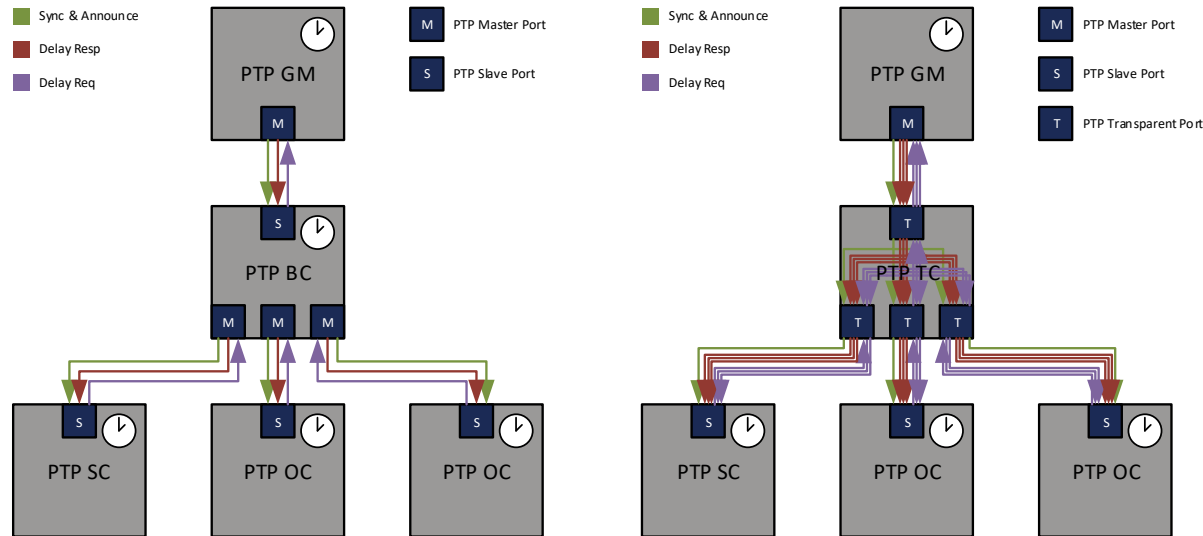 Sync & Announce
Delay Resp
Delay Req
M PTP Master Port
S PTP Slave Port
PTP GM
M
S
PTP BC
M M M
S S S
PTP SC PTP OC PTP OC
Sync & Announce
Delay Resp
Delay Req
M PTP Master Port
S PTP Slave Port
T PTP Transparent Port
PTP GM
M
T
PTP TC
T T T
S S S
PTP SC PTP OC PTP OC